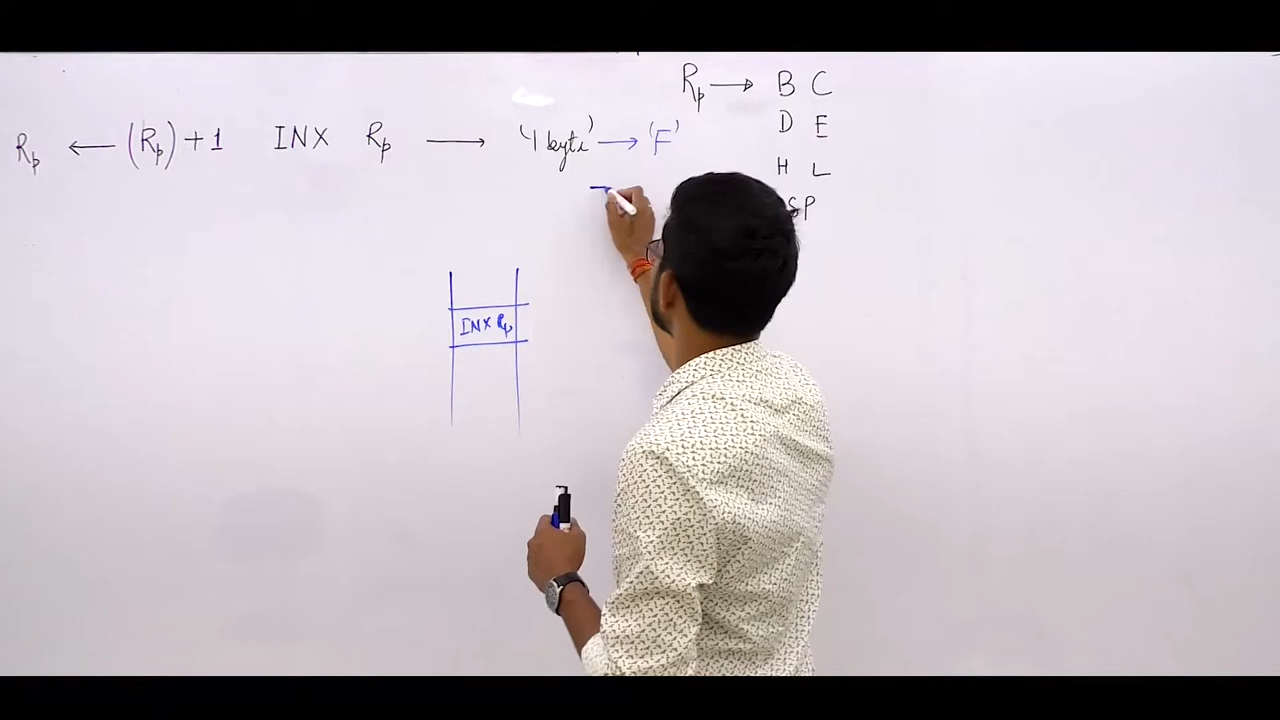 Rp → B C
Rp ← (Rp) + 1 INX Rp → '1 byte' → 'F'
D E
H L
SP
INX Rp